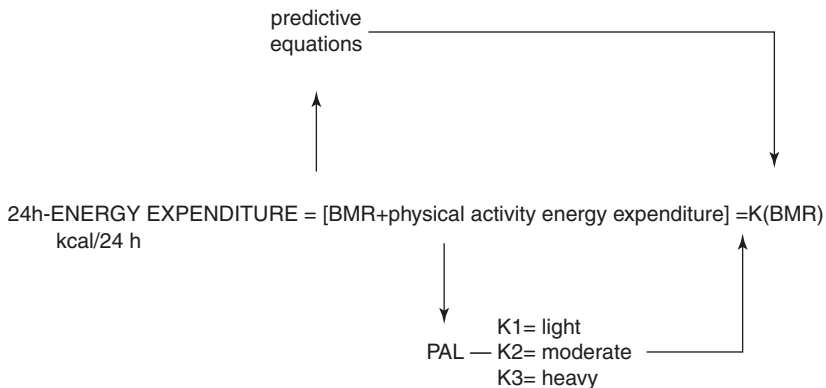 predictive
equations
24h-ENERGY EXPENDITURE = [BMR+physical activity energy expenditure] =K(BMR)
kcal/24 h
K1= light
PAL — K2= moderate
K3= heavy